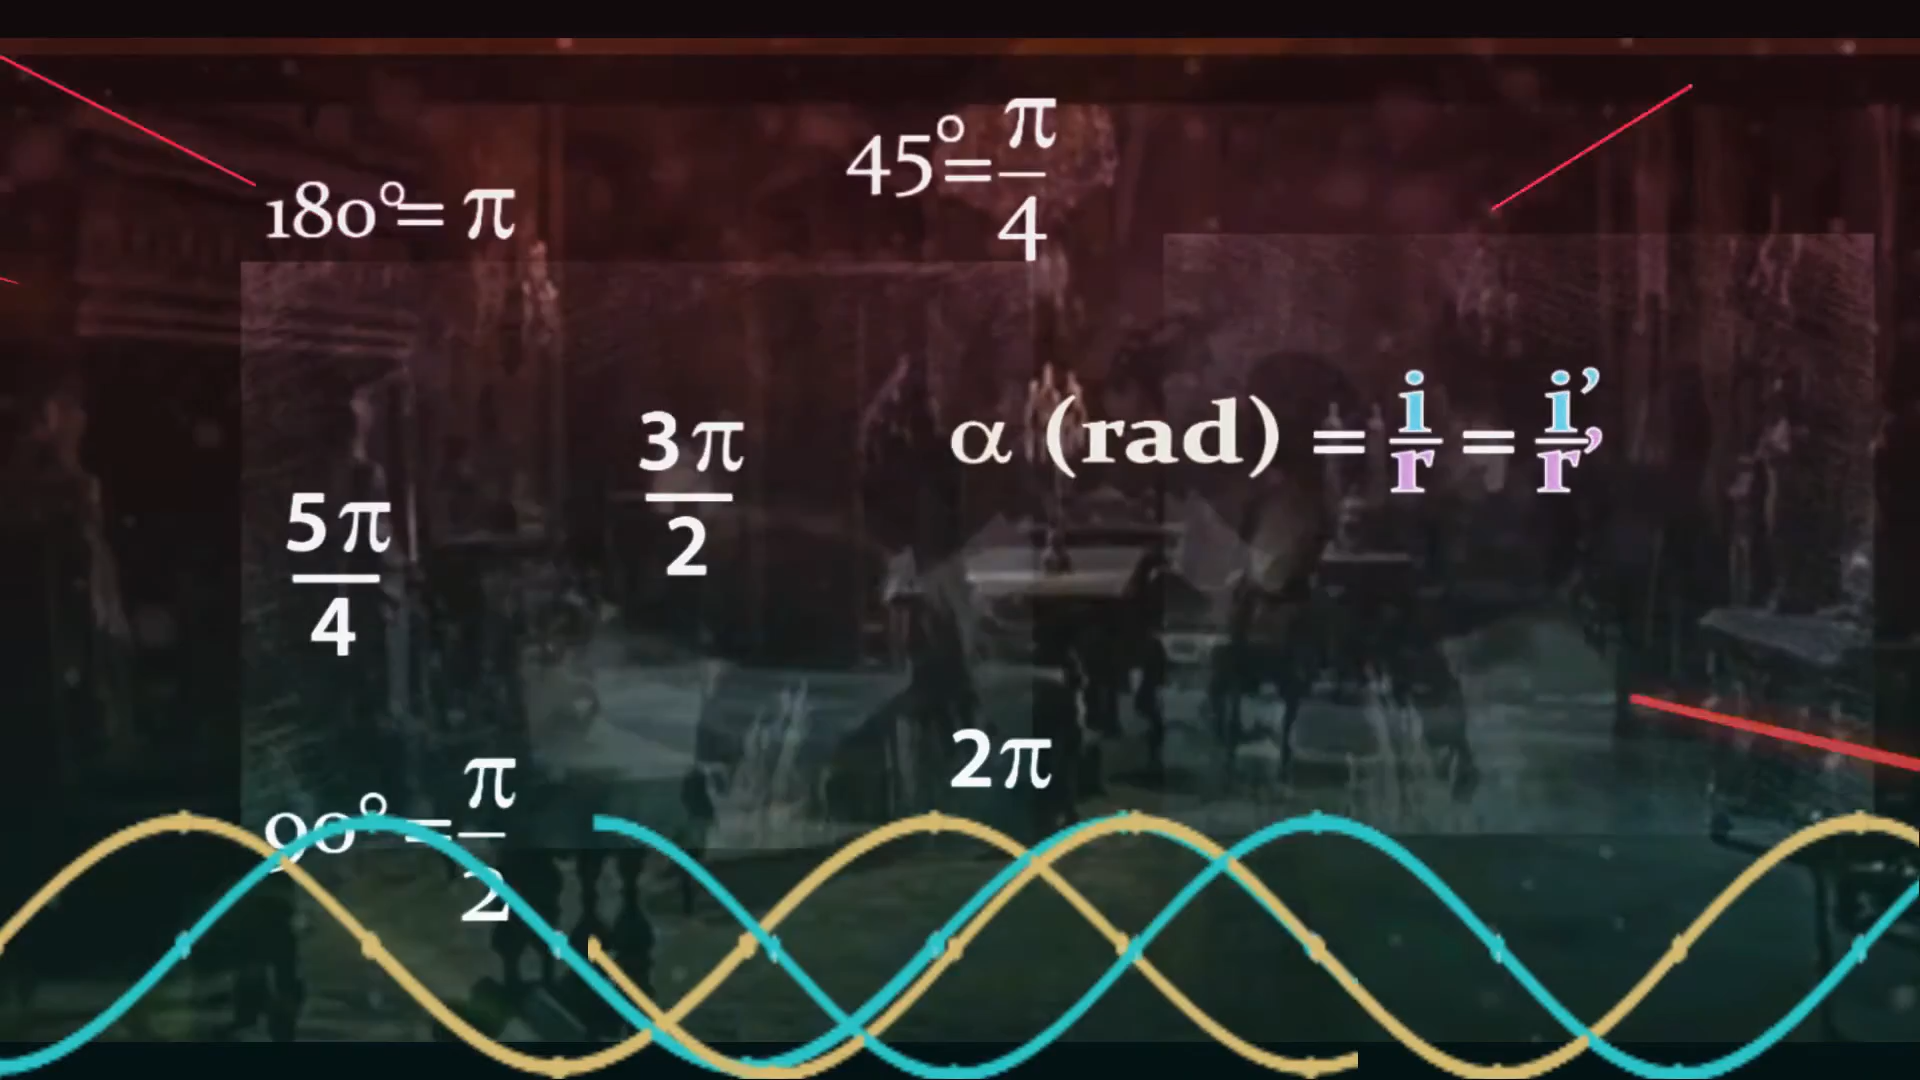 45° = π/4
180° = π
α (rad) = i/r = i’/r’
3π/2
5π/4
2π
90° = π/2